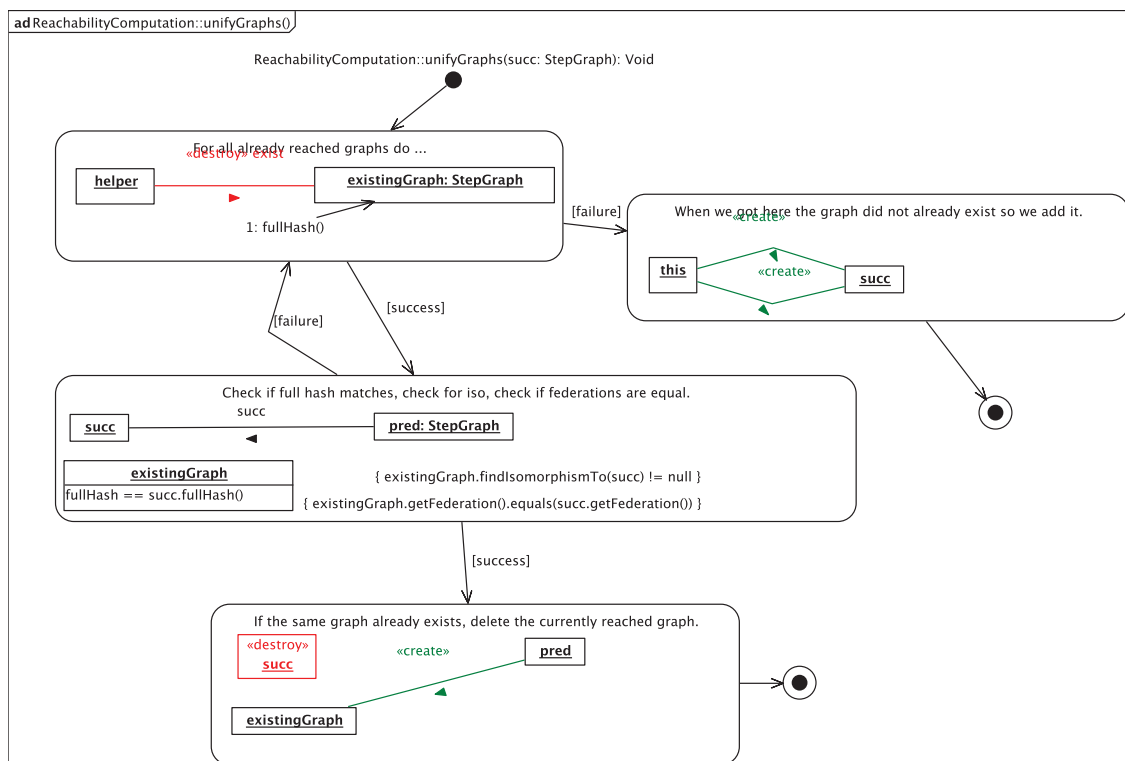 ad ReachabilityComputation::unifyGraphs()
ReachabilityComputation::unifyGraphs(succ: StepGraph): Void
For all already reached graphs do ...
«destroy» exist
helper
existingGraph: StepGraph
1: fullHash()
[failure]
When we got here the graph did not already exist so we add it.
«create»
this
«create»
succ
[failure]
[success]
Check if full hash matches, check for iso, check if federations are equal.
succ
succ
pred: StepGraph
existingGraph
fullHash == succ.fullHash()
{ existingGraph.findIsomorphismTo(succ) != null }
{ existingGraph.getFederation().equals(succ.getFederation()) }
[success]
If the same graph already exists, delete the currently reached graph.
«destroy»
succ
«create»
pred
existingGraph